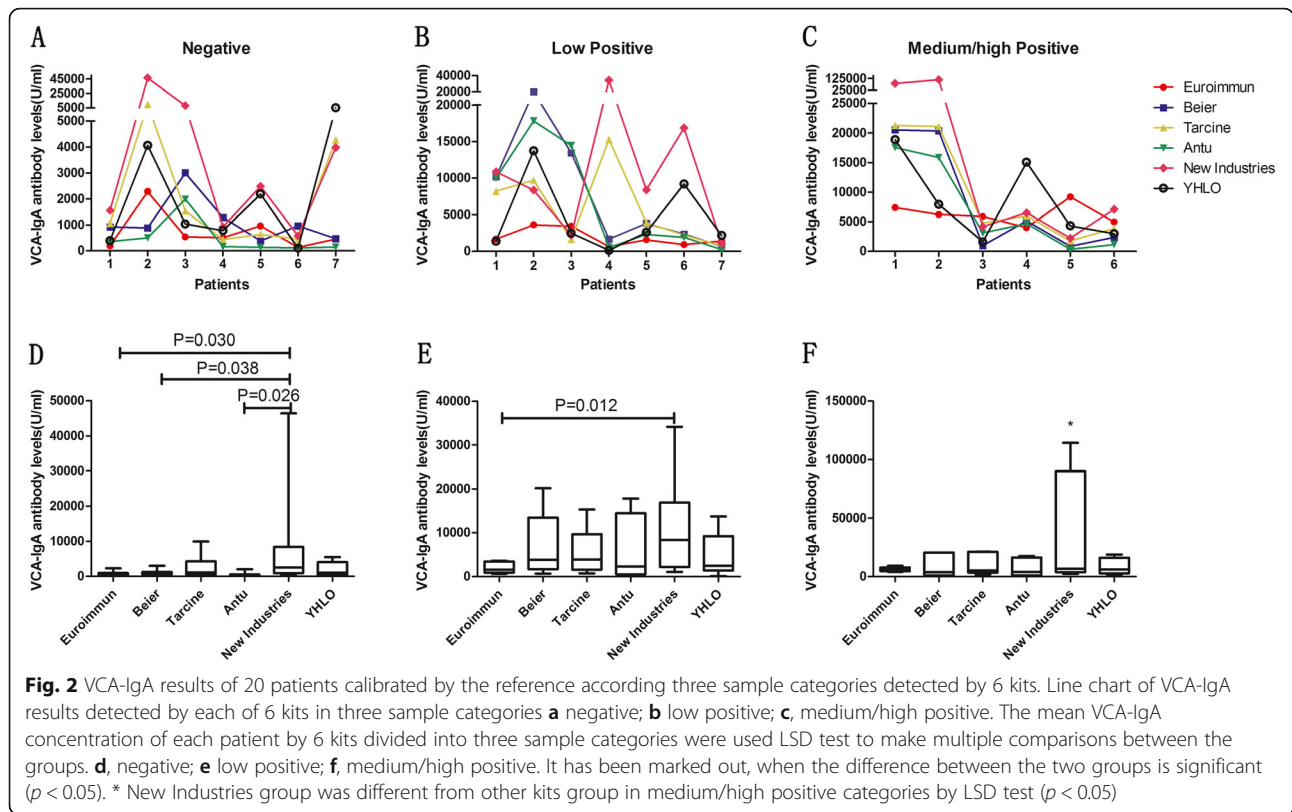 A
Negative
VCA-IgA antibody levels(U/ml)
45000
25000
5000
5000
4000
3000
2000
1000
0
1 2 3 4 5 6 7
Patients
B
Low Positive
VCA-IgA antibody levels(U/ml)
40000
30000
20000
20000
15000
10000
5000
0
1 2 3 4 5 6 7
Patients
C
Medium/high Positive
VCA-IgA antibody levels(U/ml)
125000
25000
25000
20000
15000
10000
5000
0
1 2 3 4 5 6
Patients
Euroimmun
Beier
Tarcine
Antu
New Industries
YHLO
D
P=0.030
P=0.038
P=0.026
VCA-IgA antibody levels(U/ml)
50000
40000
30000
20000
10000
0
Euroimmun
Beier
Tarcine
Antu
New Industries
YHLO
E
P=0.012
VCA-IgA antibody levels(U/ml)
40000
30000
20000
10000
0
Euroimmun
Beier
Tarcine
Antu
New Industries
YHLO
F
*
VCA-IgA antibody levels(U/ml)
150000
100000
50000
0
Euroimmun
Beier
Tarcine
Antu
New Industries
YHLO
Fig. 2 VCA-IgA results of 20 patients calibrated by the reference according three sample categories detected by 6 kits. Line chart of VCA-IgA
results detected by each of 6 kits in three sample categories a negative; b low positive; c, medium/high positive. The mean VCA-IgA
concentration of each patient by 6 kits divided into three sample categories were used LSD test to make multiple comparisons between the
groups. d, negative; e low positive; f, medium/high positive. It has been marked out, when the difference between the two groups is significant
(p < 0.05). * New Industries group was different from other kits group in medium/high positive categories by LSD test (p < 0.05)